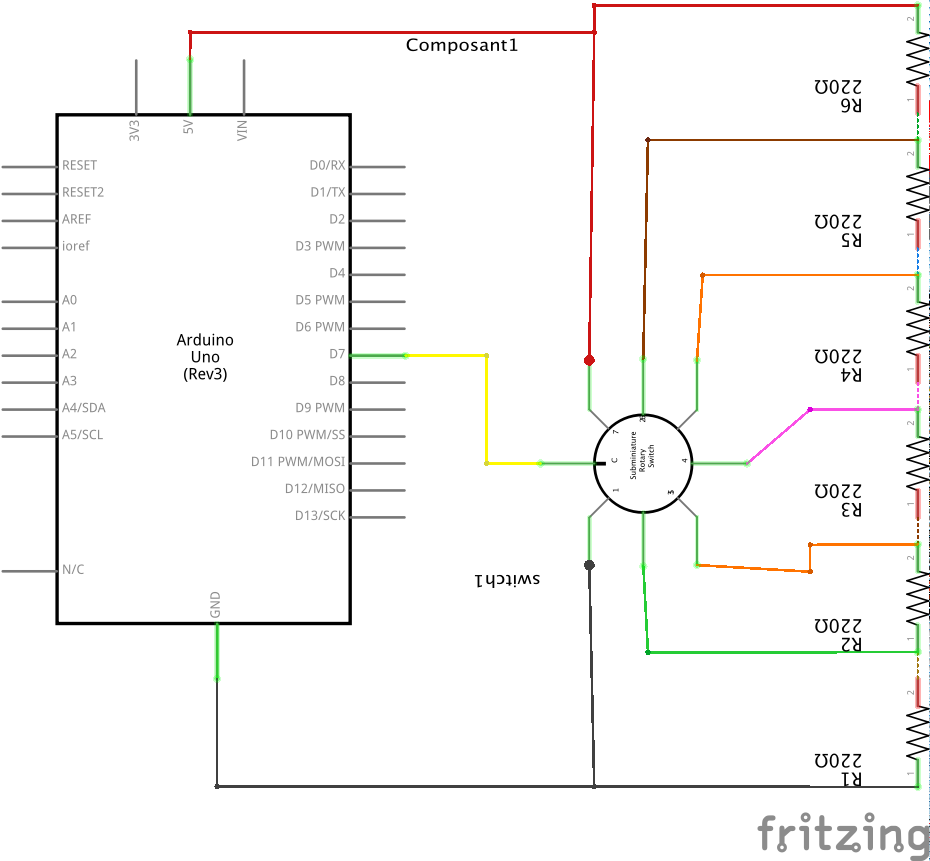 Composant1
3V3
5V
VIN
RESET
RESET2
AREF
ioref
A0
A1
A2
A3
A4/SDA
A5/SCL
N/C
Arduino
Uno
(Rev3)
D0/RX
D1/TX
D2
D3 PWM
D4
D5 PWM
D6 PWM
D7
D8
D9 PWM
D10 PWM/SS
D11 PWM/MOSI
D12/MISO
D13/SCK
GND
7
C
1
4
Subminiature
Rotary
Switch
switch1
2
220Ω
R6
1
2
220Ω
R5
1
2
220Ω
R4
1
2
220Ω
R3
1
2
220Ω
R2
1
2
220Ω
R1
1
fritzing